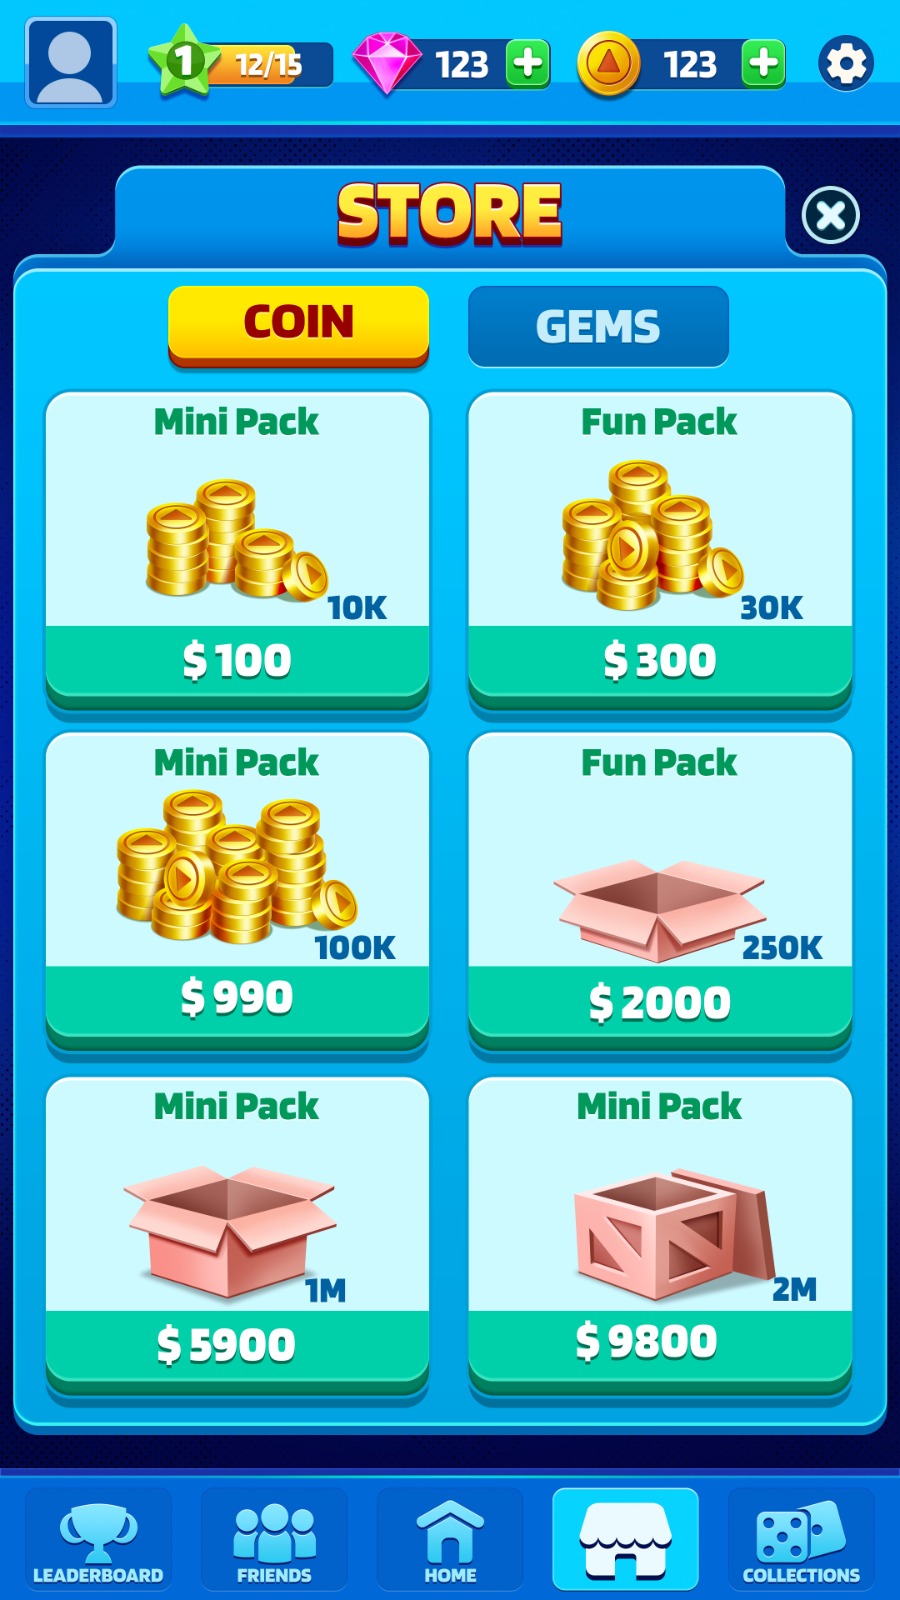 1
12/15
123
123
STORE
COIN
GEMS
Mini Pack
10K
$ 100
Fun Pack
30K
$ 300
Mini Pack
100K
$ 990
Fun Pack
250K
$ 2000
Mini Pack
1M
$ 5900
Mini Pack
2M
$ 9800
LEADERBOARD
FRIENDS
HOME
COLLECTIONS